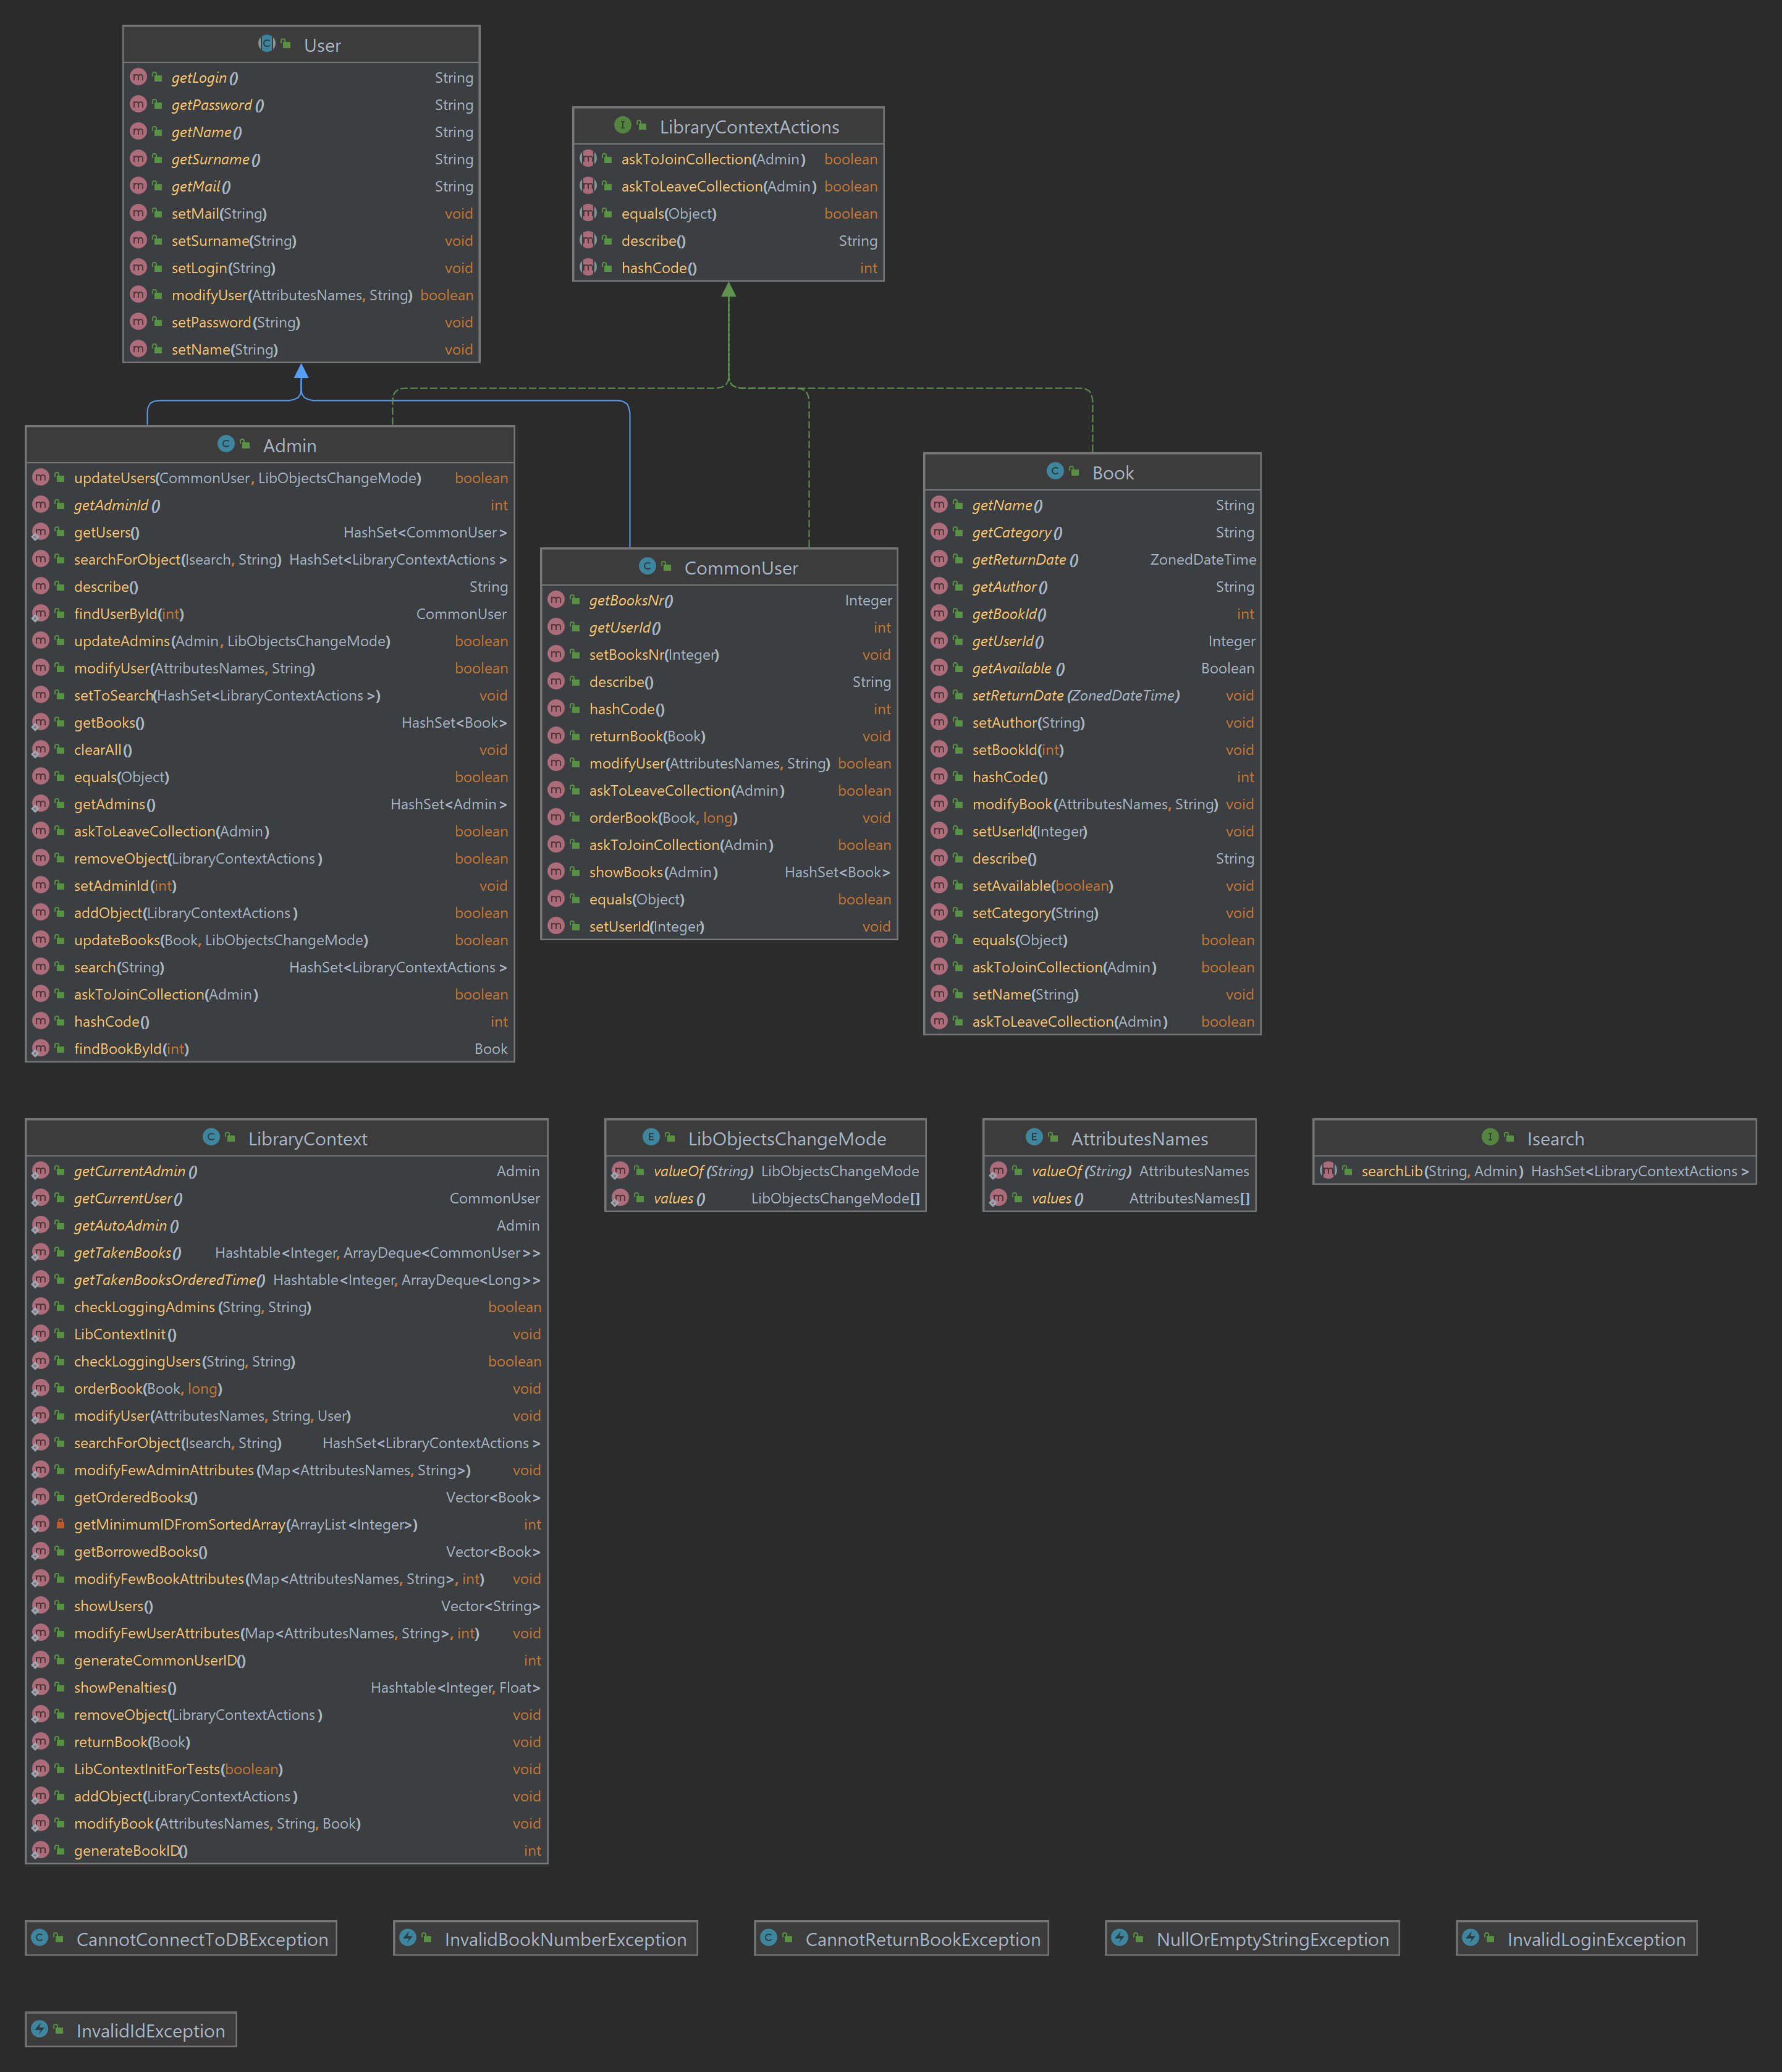 User
getLogin() String
getPassword() String
getName() String
getSurname() String
getMail() String
setMail(String) void
setSurname(String) void
setLogin(String) void
modifyUser(AttributesNames, String) boolean
setPassword(String) void
setName(String) void
LibraryContextActions
askToJoinCollection(Admin) boolean
askToLeaveCollection(Admin) boolean
equals(Object) boolean
describe() String
hashCode() int
Admin
updateUsers(CommonUser, LibObjectsChangeMode) boolean
getAdminId() int
getUsers() HashSet<CommonUser>
searchForObject(Isearch, String) HashSet<LibraryContextActions>
describe() String
findUserById(int) CommonUser
updateAdmins(Admin, LibObjectsChangeMode) boolean
modifyUser(AttributesNames, String) boolean
setToSearch(HashSet<LibraryContextActions>) void
getBooks() HashSet<Book>
clearAll() void
equals(Object) boolean
getAdmins() HashSet<Admin>
askToLeaveCollection(Admin) boolean
removeObject(LibraryContextActions) boolean
setAdminId(int) void
addObject(LibraryContextActions) boolean
updateBooks(Book, LibObjectsChangeMode) boolean
search(String) HashSet<LibraryContextActions>
askToJoinCollection(Admin) boolean
hashCode() int
findBookById(int) Book
CommonUser
getBooksNr() Integer
getUserId() int
setBooksNr(Integer) void
describe() String
hashCode() int
returnBook(Book) void
modifyUser(AttributesNames, String) boolean
askToLeaveCollection(Admin) boolean
orderBook(Book, long) void
askToJoinCollection(Admin) boolean
showBooks(Admin) HashSet<Book>
equals(Object) boolean
setUserId(Integer) void
Book
getName() String
getCategory() String
getReturnDate() ZonedDateTime
getAuthor() String
getBookId() int
getUserId() Integer
getAvailable() Boolean
setReturnDate(ZonedDateTime) void
setAuthor(String) void
setBookId(int) void
hashCode() int
modifyBook(AttributesNames, String) void
setUserId(Integer) void
describe() String
setAvailable(boolean) void
setCategory(String) void
equals(Object) boolean
askToJoinCollection(Admin) boolean
setName(String) void
askToLeaveCollection(Admin) boolean
LibraryContext
getCurrentAdmin() Admin
getCurrentUser() CommonUser
getAutoAdmin() Admin
getTakenBooks() Hashtable<Integer, ArrayDeque<CommonUser>>
getTakenBooksOrderedTime() Hashtable<Integer, ArrayDeque<Long>>
checkLoggingAdmins(String, String) boolean
LibContextInit() void
checkLoggingUsers(String, String) boolean
orderBook(Book, long) void
modifyUser(AttributesNames, String, User) void
searchForObject(Isearch, String) HashSet<LibraryContextActions>
modifyFewAdminAttributes(Map<AttributesNames, String>) void
getOrderedBooks() Vector<Book>
getMinimumIDFromSortedArray(ArrayList<Integer>) int
getBorrowedBooks() Vector<Book>
modifyFewBookAttributes(Map<AttributesNames, String>, int) void
showUsers() Vector<String>
modifyFewUserAttributes(Map<AttributesNames, String>, int) void
generateCommonUserID() int
showPenalties() Hashtable<Integer, Float>
removeObject(LibraryContextActions) void
returnBook(Book) void
LibContextInitForTests(boolean) void
addObject(LibraryContextActions) void
modifyBook(AttributesNames, String, Book) void
generateBookID() int
LibObjectsChangeMode
valueOf(String) LibObjectsChangeMode
values() LibObjectsChangeMode[]
AttributesNames
valueOf(String) AttributesNames
values() AttributesNames[]
Isearch
searchLib(String, Admin) HashSet<LibraryContextActions>
CannotConnectToDBException
InvalidBookNumberException
CannotReturnBookException
NullOrEmptyStringException
InvalidLoginException
InvalidIdException